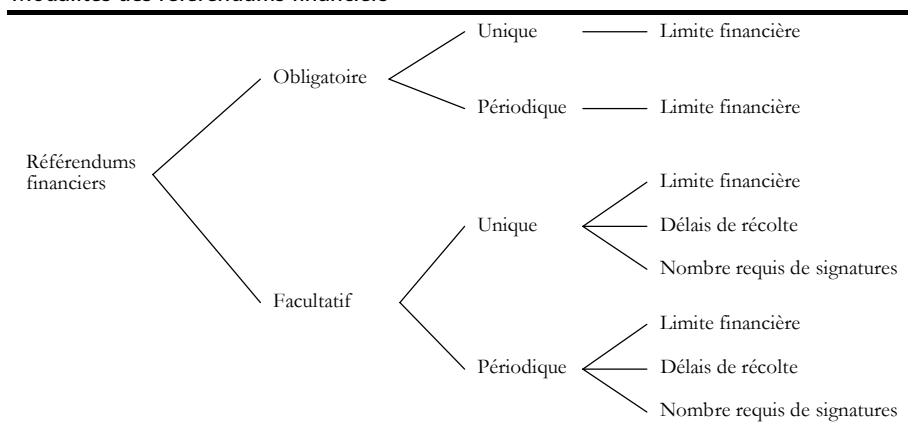 Modalités des référendums financiers
Unique
Limite financière
Obligatoire
Périodique
Limite financière
Référendums
financiers
Limite financière
Unique
Délais de récolte
Nombre requis de signatures
Facultatif
Limite financière
Périodique
Délais de récolte
Nombre requis de signatures